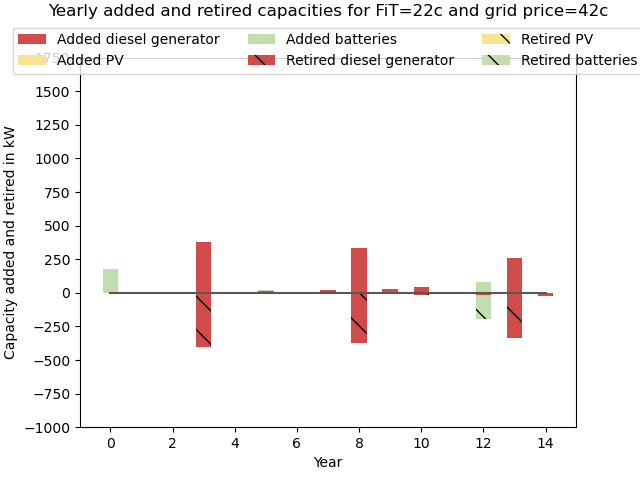 Yearly added and retired capacities for FiT=22c and grid price=42c
Added diesel generator
Added PV
Added batteries
Retired diesel generator
Retired PV
Retired batteries
Capacity added and retired in kW
1750
1500
1250
1000
750
500
250
0
−250
−500
−750
−1000
0 2 4 6 8 10 12 14
Year